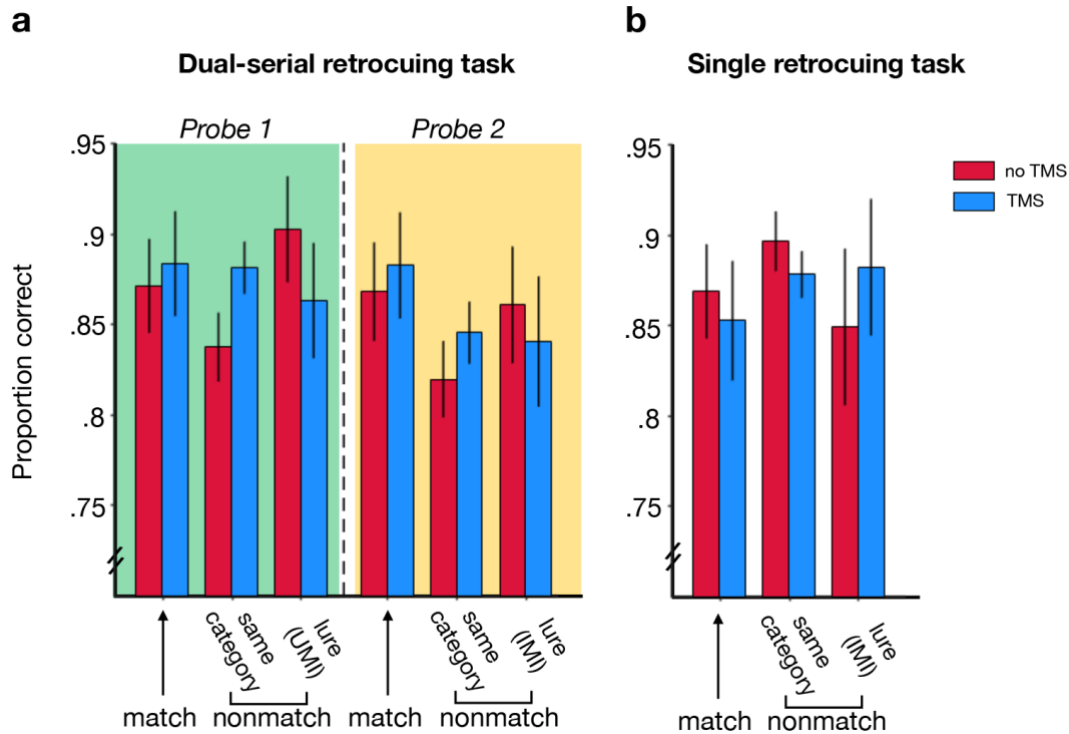 a
Dual-serial retrocuing task
Probe 1
Probe 2
Proportion correct
.95
.9
.85
.8
.75
match
same
category
lure
(UMI)
nonmatch
match
same
category
lure
(IMI)
nonmatch
b
Single retrocuing task
.95
.9
.85
.8
.75
match
same
category
lure
(IMI)
nonmatch
no TMS
TMS